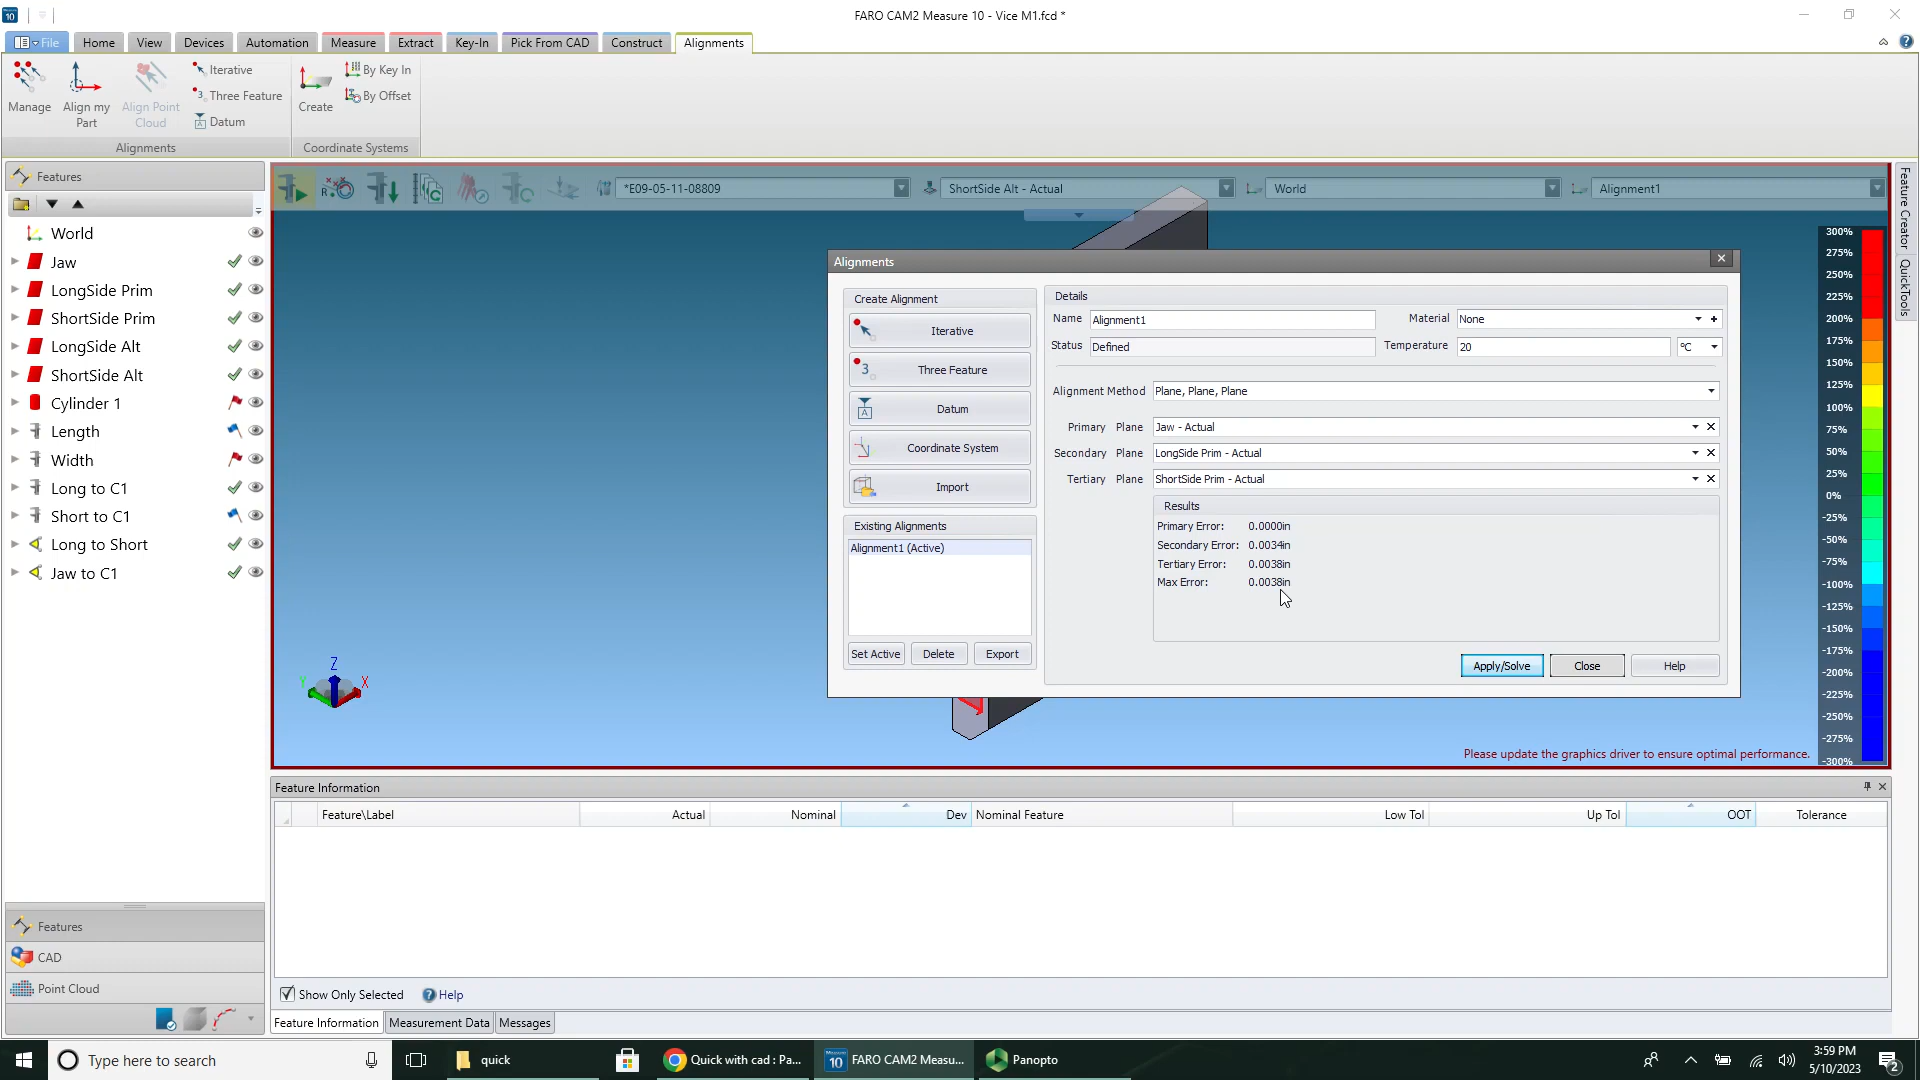 FARO CAM2 Measure 10 - Vice M1.fcd *
File Home View Devices Automation Measure Extract Key-In Pick From CAD Construct Alignments
Manage Align my Part Align Point Cloud Iterative Three Feature Datum Create By Key In By Offset
Alignments Coordinate Systems
Features
*E09-05-11-08809 ShortSide Alt - Actual World Alignment1
World
Jaw
LongSide Prim
ShortSide Prim
LongSide Alt
ShortSide Alt
Cylinder 1
Length
Width
Long to C1
Short to C1
Long to Short
Jaw to C1
Features
CAD
Point Cloud
Alignments
Create Alignment
Iterative
3 Three Feature
A Datum
Coordinate System
Import
Existing Alignments
Alignment1 (Active)
Set Active Delete Export
Details
Name Alignment1 Material None
Status Defined Temperature 20 ºC
Alignment Method Plane, Plane, Plane
Primary Plane Jaw - Actual
Secondary Plane LongSide Prim - Actual
Tertiary Plane ShortSide Prim - Actual
Results
Primary Error: 0.0000in
Secondary Error: 0.0034in
Tertiary Error: 0.0038in
Max Error: 0.0038in
Apply/Solve Close Help
Z
Y X
Please update the graphics driver to ensure optimal performance.
300%
275%
250%
225%
200%
175%
150%
125%
100%
75%
50%
25%
0%
-25%
-50%
-75%
-100%
-125%
-150%
-175%
-200%
-225%
-250%
-275%
-300%
Feature Creator
QuickTools
Feature Information
Feature\Label Actual Nominal Dev Nominal Feature Low Tol Up Tol OOT Tolerance
Show Only Selected Help
Feature Information Measurement Data Messages
Type here to search quick Quick with cad : Pa... FARO CAM2 Measu... Panopto
3:59 PM
5/10/2023
2